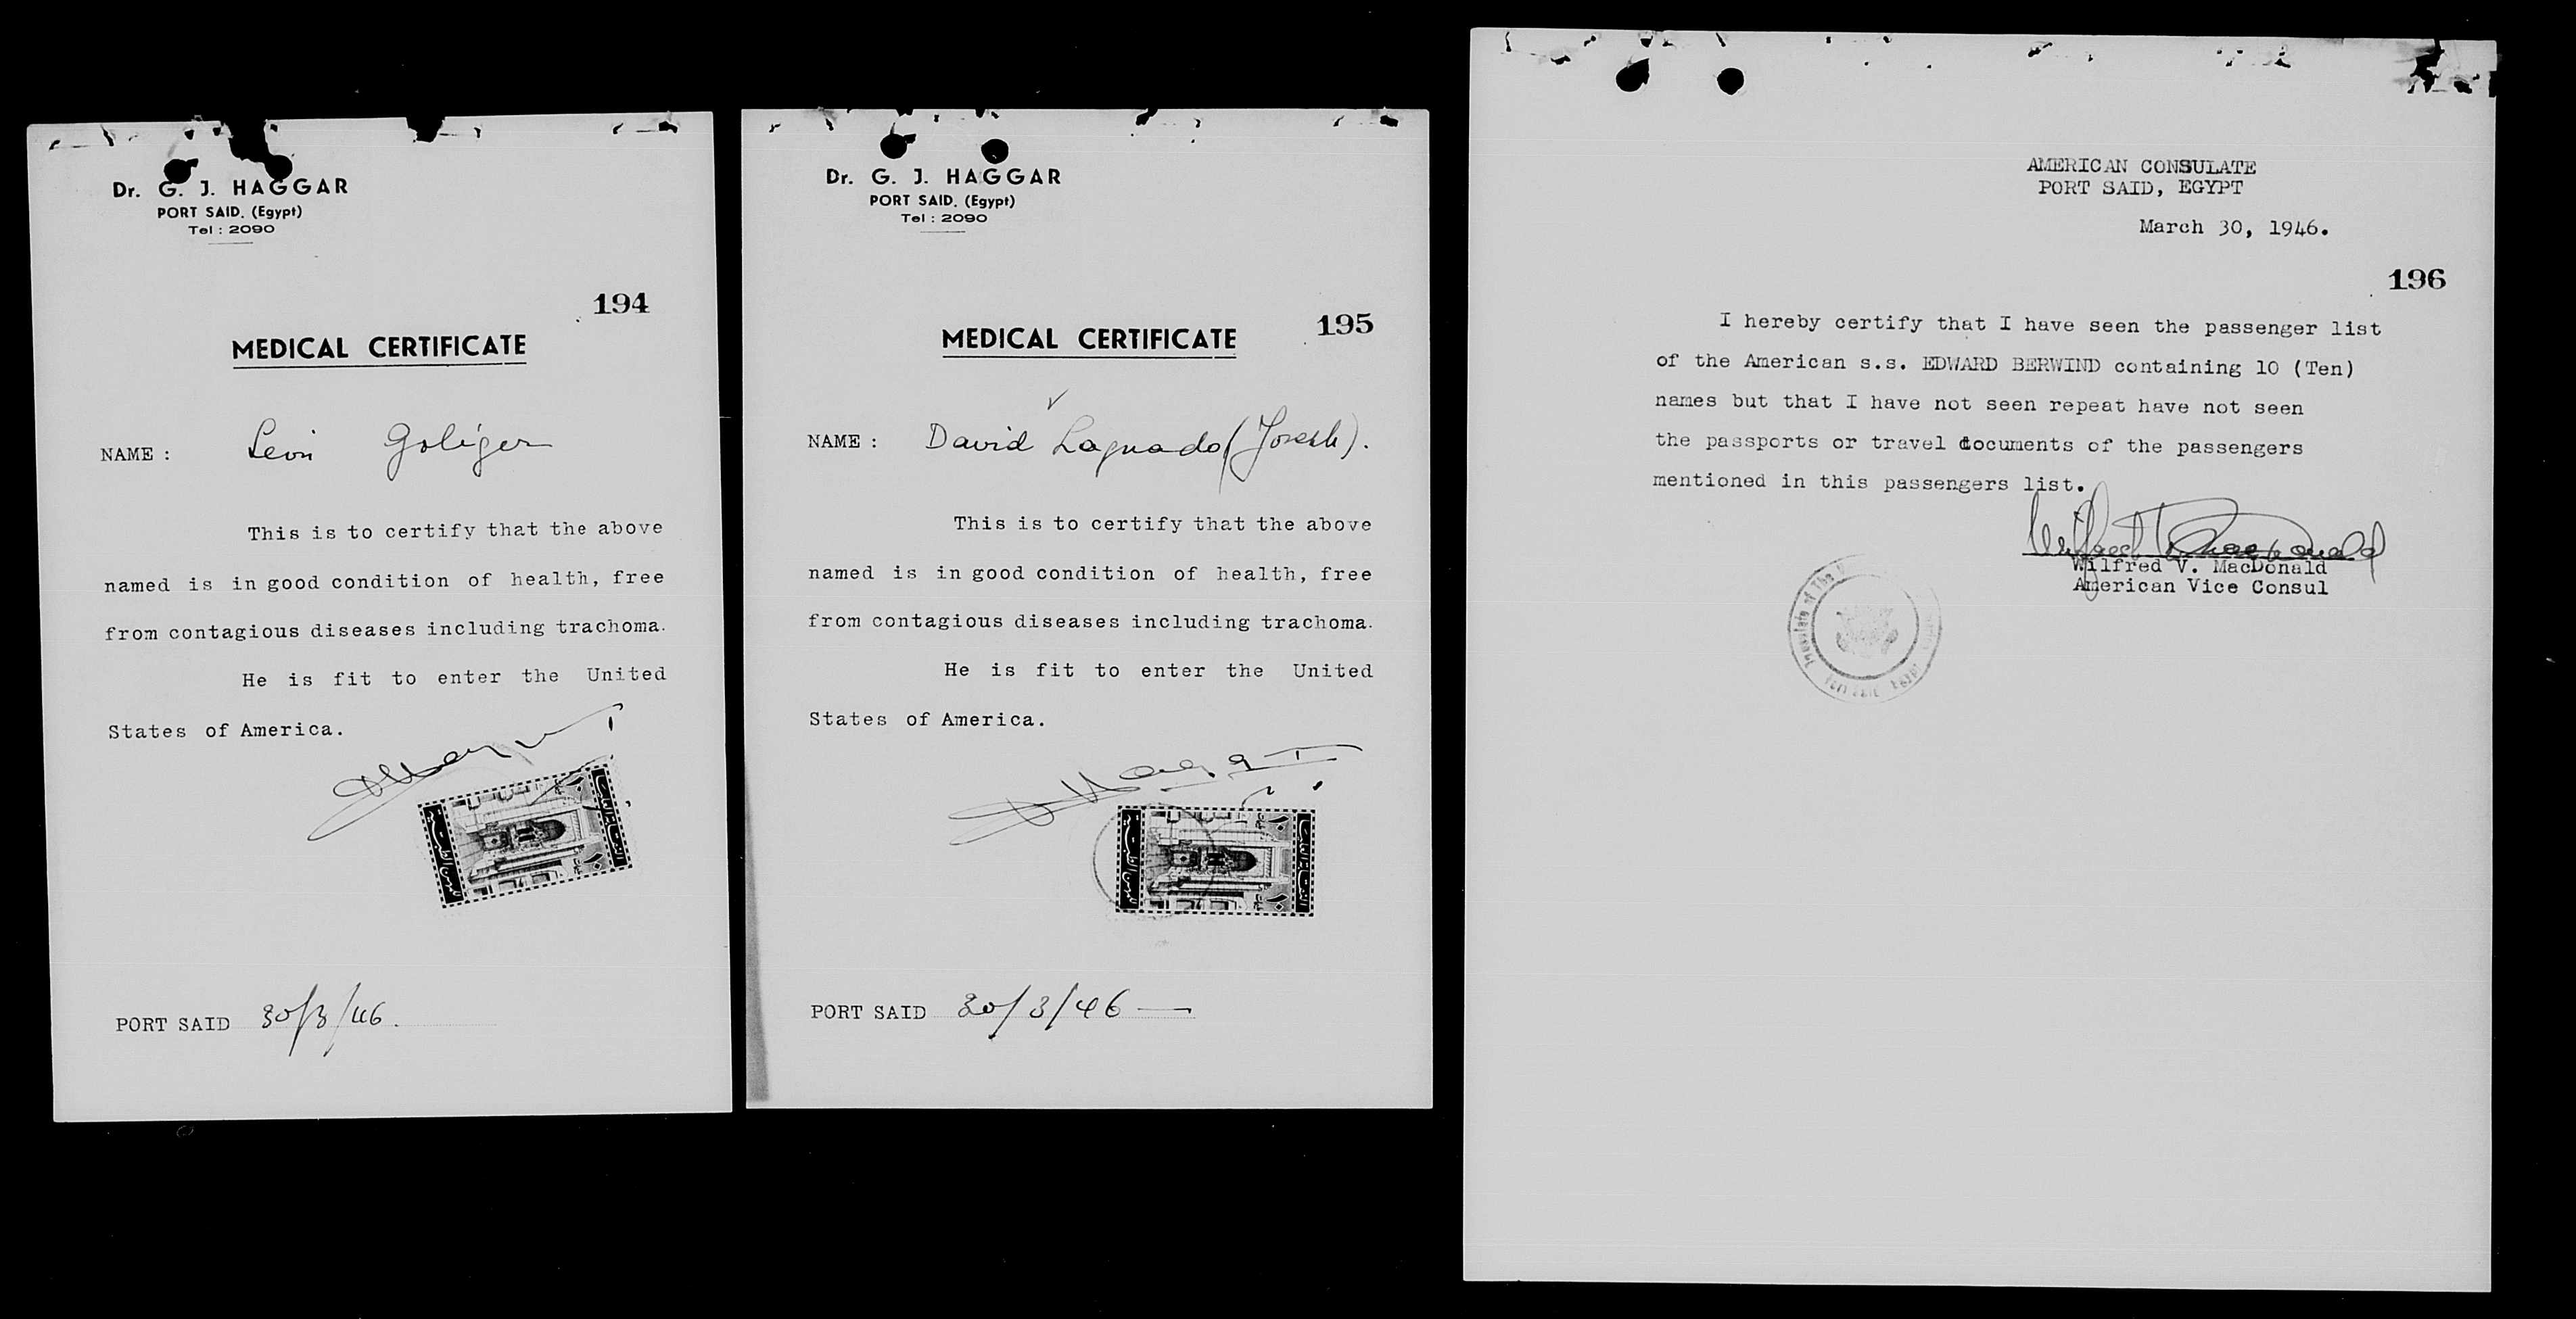 Dr. G. J. HAGGAR
PORT SAID. (Egypt)
Tel : 2090
194
MEDICAL CERTIFICATE
NAME : Levi Goliger
This is to certify that the above
named is in good condition of health, free
from contagious diseases including trachoma.
He is fit to enter the United
States of America.
PORT SAID 30/3/46.
Dr. G. J. HAGGAR
PORT SAID. (Egypt)
Tel : 2090
195
MEDICAL CERTIFICATE
NAME : David Lagnado (Joseph).
This is to certify that the above
named is in good condition of health, free
from contagious diseases including trachoma.
He is fit to enter the United
States of America.
PORT SAID 30/3/46
AMERICAN CONSULATE
PORT SAID, EGYPT
March 30, 1946.
196
I hereby certify that I have seen the passenger list
of the American s.s. EDWARD BERWIND containing 10 (Ten)
names but that I have not seen repeat have not seen
the passports or travel documents of the passengers
mentioned in this passengers list.
Wilfred V. MacDonald
Wilfred V. MacDonald
American Vice Consul